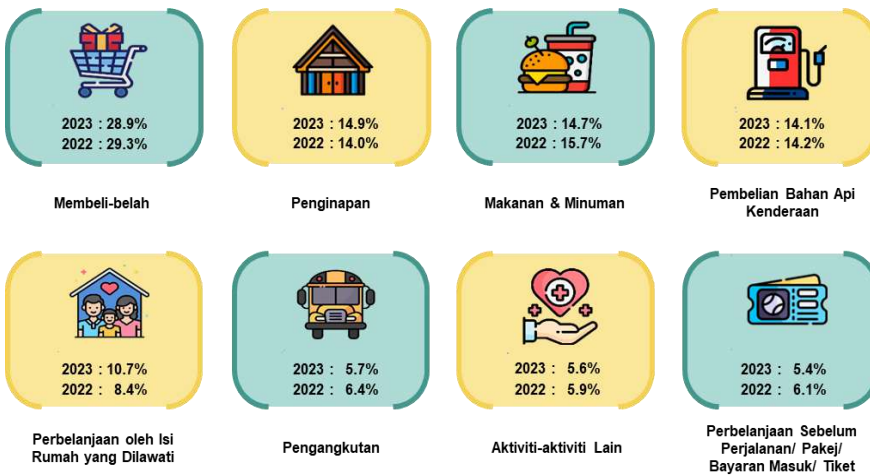 2023 : 28.9%
2022 : 29.3%
Membeli-belah
2023 : 14.9%
2022 : 14.0%
Penginapan
2023 : 14.7%
2022 : 15.7%
Makanan & Minuman
2023 : 14.1%
2022 : 14.2%
Pembelian Bahan Api
Kenderaan
2023 : 10.7%
2022 : 8.4%
Perbelanjaan oleh Isi
Rumah yang Dilawati
2023 : 5.7%
2022 : 6.4%
Pengangkutan
2023 : 5.6%
2022 : 5.9%
Aktiviti-aktiviti Lain
2023 : 5.4%
2022 : 6.1%
Perbelanjaan Sebelum
Perjalanan/ Pakej/
Bayaran Masuk/ Tiket